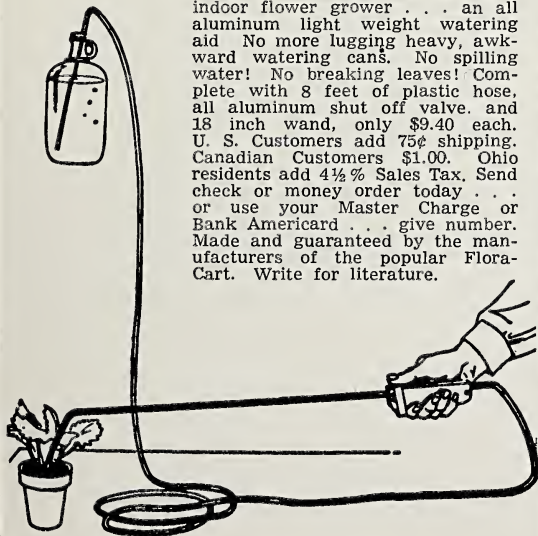 indoor flower grower . . . an all
aluminum light weight watering
aid No more lugging heavy, awk-
ward watering cans. No spilling
water! No breaking leaves! Com-
plete with 8 feet of plastic hose,
all aluminum shut off valve. and
18 inch wand, only $9.40 each.
U. S. Customers add 75¢ shipping.
Canadian Customers $1.00. Ohio
residents add 4½% Sales Tax. Send
check or money order today . . .
or use your Master Charge or
Bank Americard . . . give number.
Made and guaranteed by the man-
ufacturers of the popular Flora-
Cart. Write for literature.